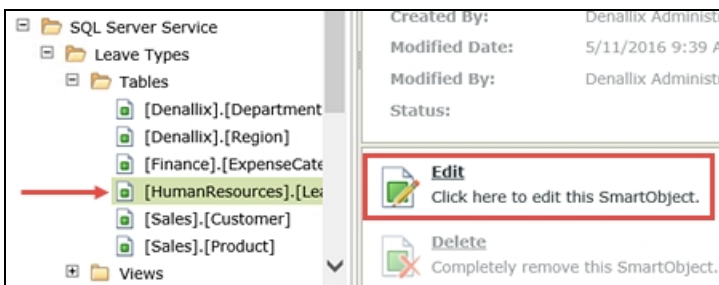 SQL Server Service
Leave Types
Tables
[Denallix].[Department
[Denallix].[Region]
[Finance].[ExpenseCate
[HumanResources].[Lea
[Sales].[Customer]
[Sales].[Product]
Views
Created By: Denallix Administ
Modified Date: 5/11/2016 9:39 A
Modified By: Denallix Administ
Status:
Edit
Click here to edit this SmartObject.
Delete
Completely remove this SmartObject.